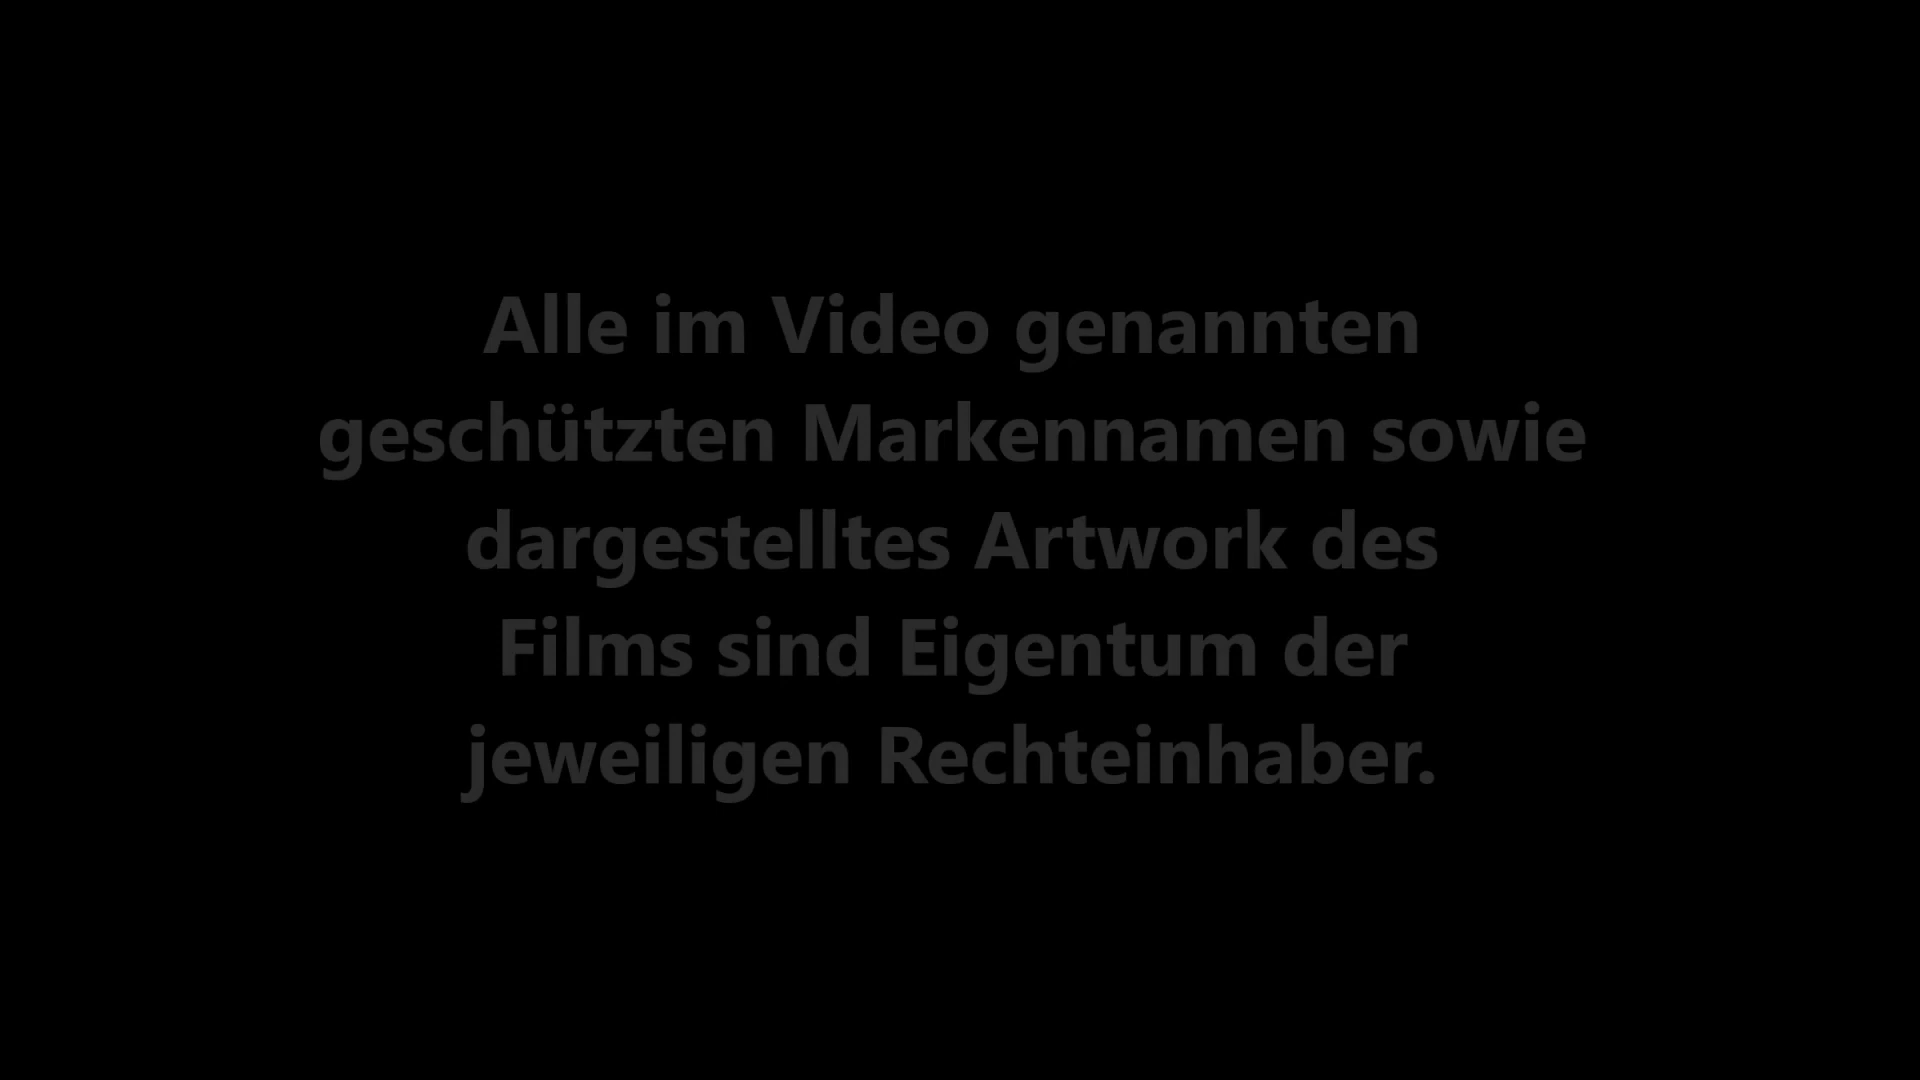 Alle im Video genannten
geschützten Markennamen sowie
dargestelltes Artwork des
Films sind Eigentum der
jeweiligen Rechteinhaber.